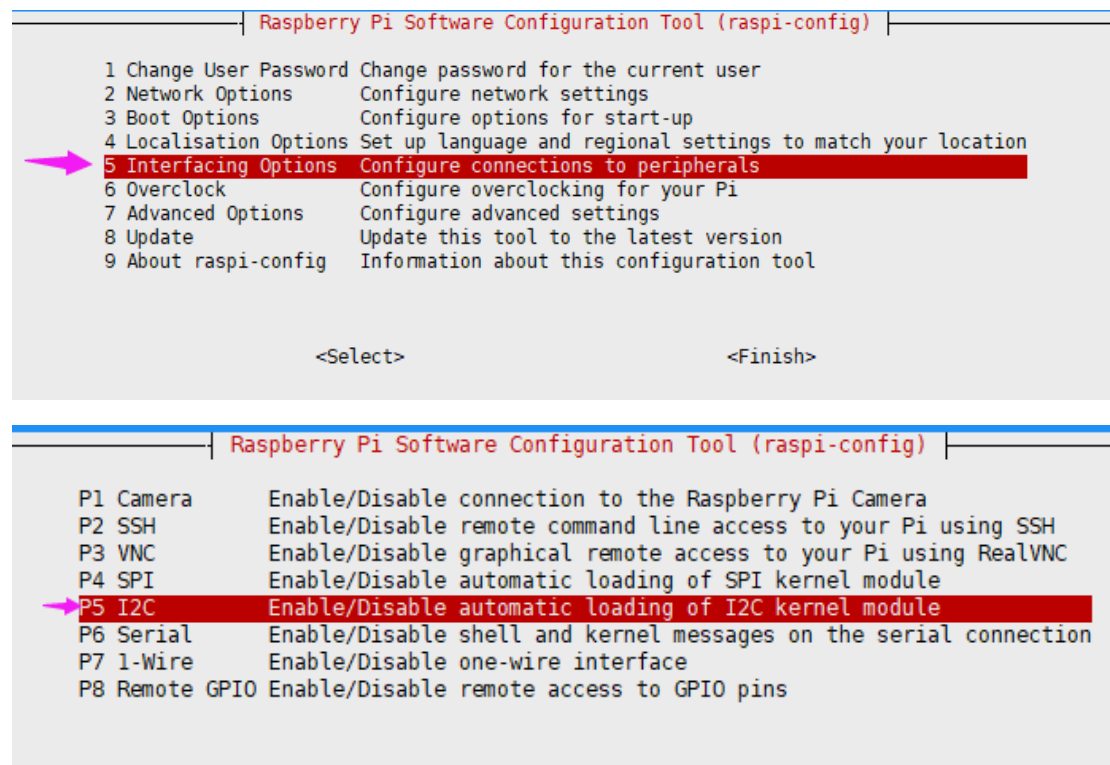 Raspberry Pi Software Configuration Tool (raspi-config)
1 Change User Password Change password for the current user
2 Network Options Configure network settings
3 Boot Options Configure options for start-up
4 Localisation Options Set up language and regional settings to match your location
5 Interfacing Options Configure connections to peripherals
6 Overclock Configure overclocking for your Pi
7 Advanced Options Configure advanced settings
8 Update Update this tool to the latest version
9 About raspi-config Information about this configuration tool
<Select> <Finish>
Raspberry Pi Software Configuration Tool (raspi-config)
P1 Camera Enable/Disable connection to the Raspberry Pi Camera
P2 SSH Enable/Disable remote command line access to your Pi using SSH
P3 VNC Enable/Disable graphical remote access to your Pi using RealVNC
P4 SPI Enable/Disable automatic loading of SPI kernel module
P5 I2C Enable/Disable automatic loading of I2C kernel module
P6 Serial Enable/Disable shell and kernel messages on the serial connection
P7 1-Wire Enable/Disable one-wire interface
P8 Remote GPIO Enable/Disable remote access to GPIO pins